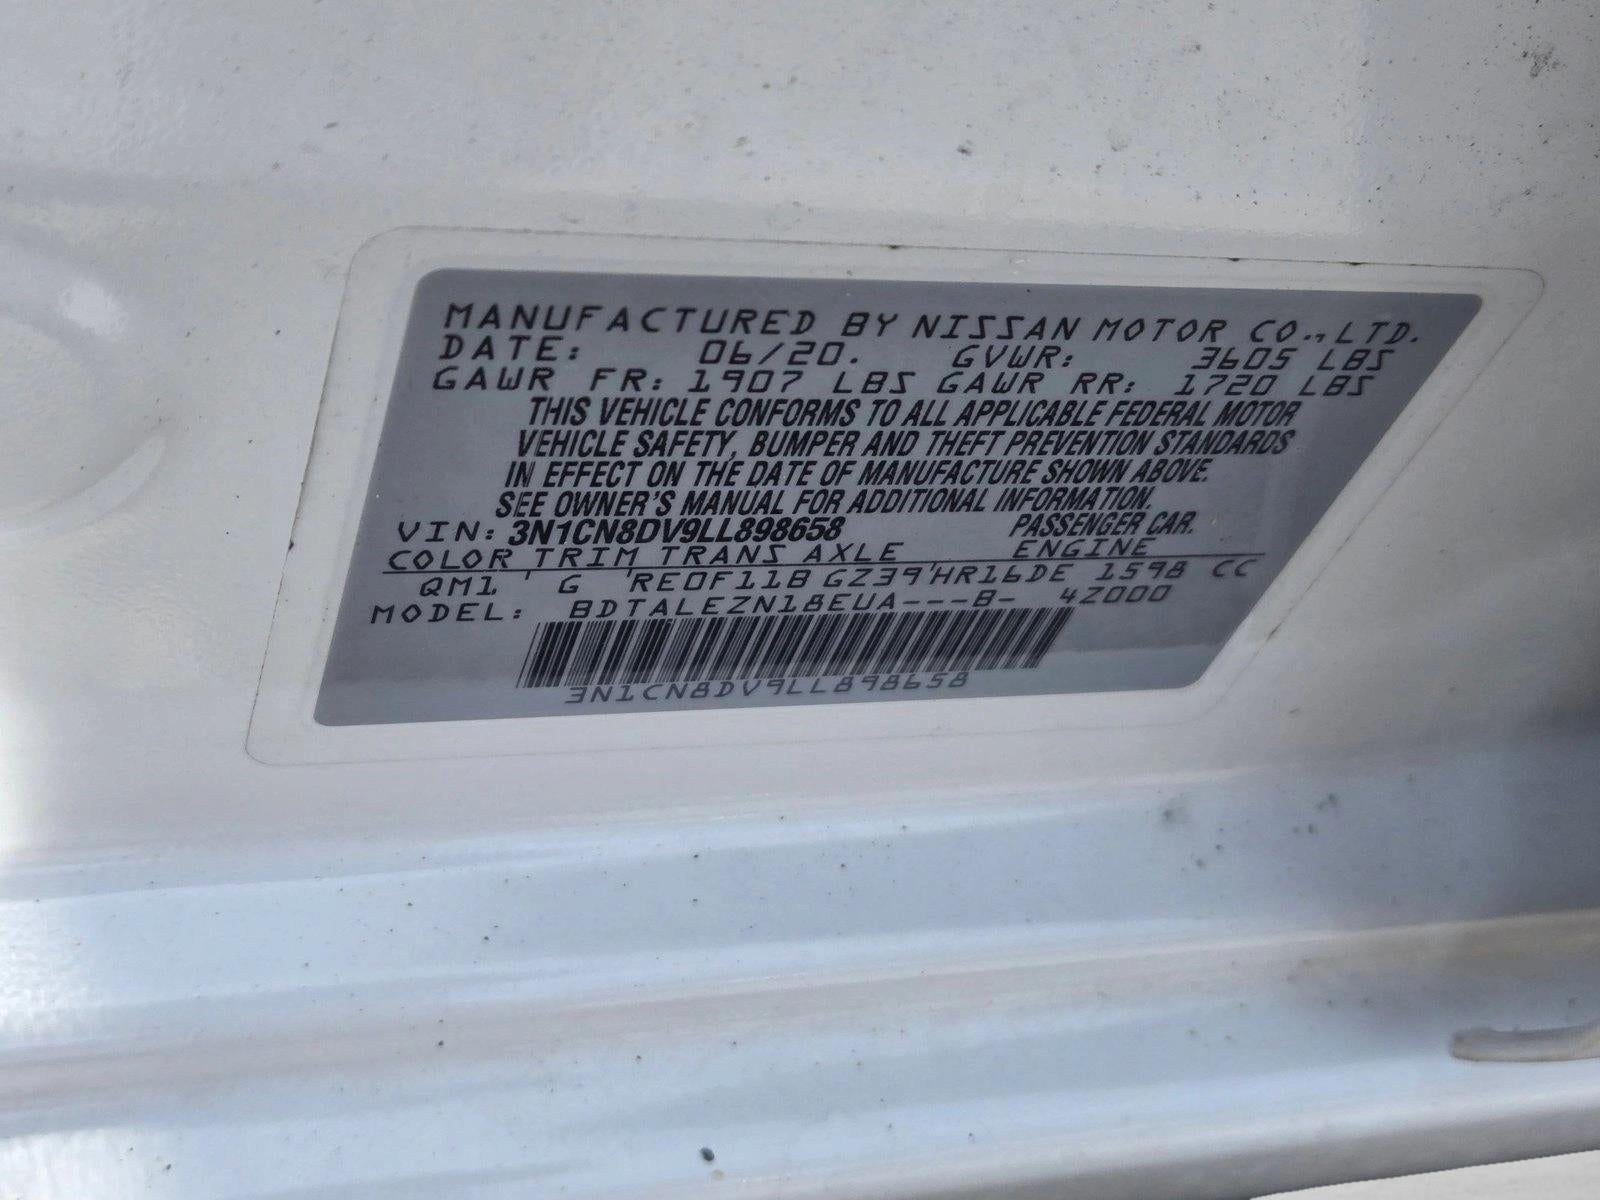 MANUFACTURED BY NISSAN MOTOR CO., LTD.
DATE: 06/20. GVWR: 3605 LBS
GAWR FR: 1907 LBS GAWR RR: 1720 LBS
THIS VEHICLE CONFORMS TO ALL APPLICABLE FEDERAL MOTOR
VEHICLE SAFETY, BUMPER AND THEFT PREVENTION STANDARDS
IN EFFECT ON THE DATE OF MANUFACTURE SHOWN ABOVE.
SEE OWNER'S MANUAL FOR ADDITIONAL INFORMATION.
VIN: 3N1CN8DV9LL898658 PASSENGER CAR.
COLOR TRIM TRANS AXLE ENGINE
QM1 ' G 'RE0F11B GZ39'HR16DE 1598 CC
MODEL: BDTALEZN18EUA---B- 4Z000
3N1CN8DV9LL898658